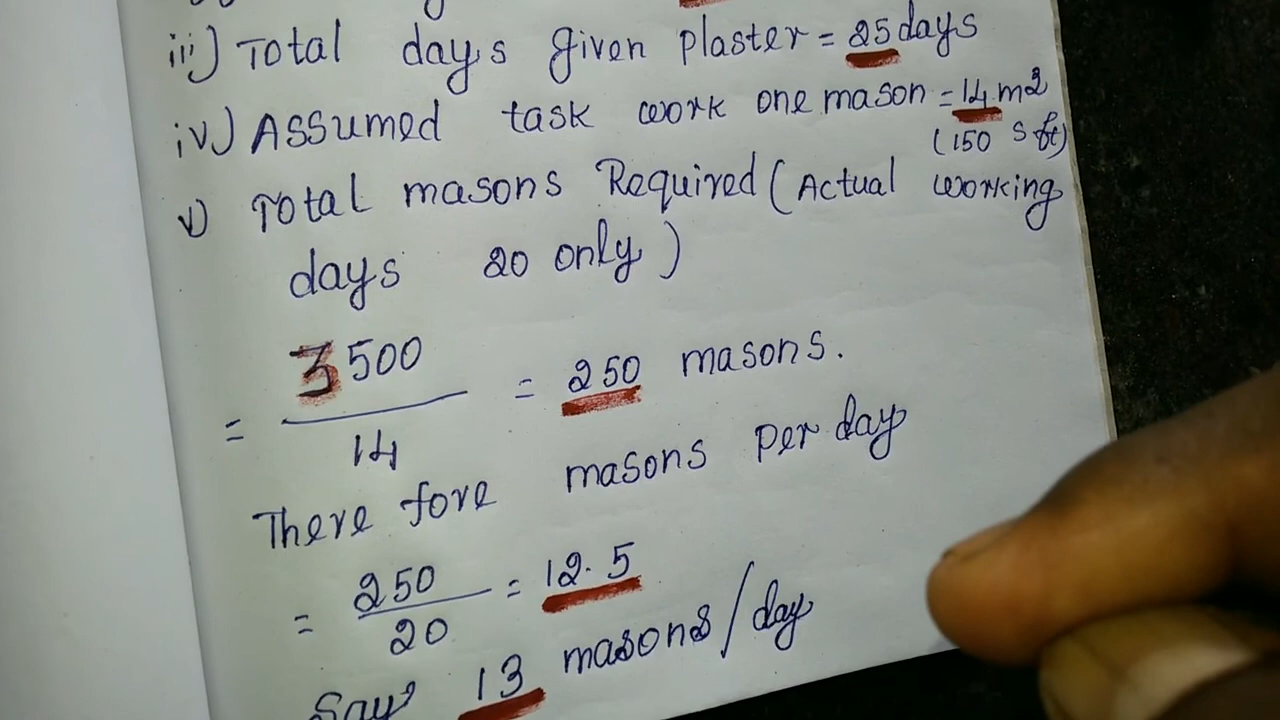 iii) Total days given plaster = 25 days
iv) Assumed task work one mason = 14 m2
(150 sft)
v) Total masons Required (Actual working
days 20 only)
3500
= 250 masons.
14
There fore masons per day
= 250 = 12.5
20
Say 13 masons/day